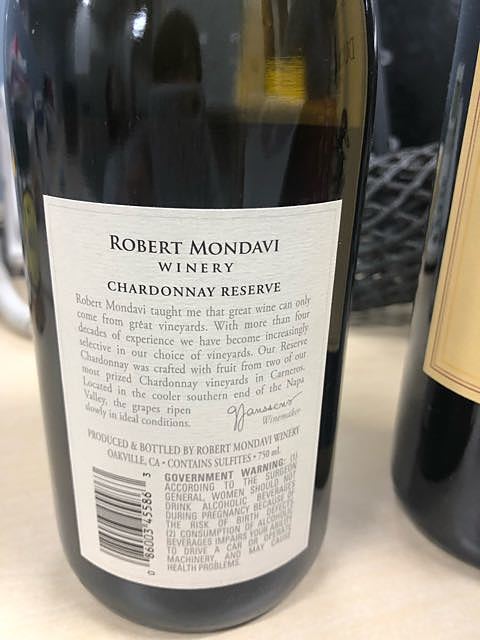 ROBERT MONDAVI
WINERY
CHARDONNAY RESERVE
Robert Mondavi taught me that great wine can only
come from great vineyards. With more than four
decades of experience we have become increasingly
selective in our choice of vineyards. Our Reserve
Chardonnay was crafted with fruit from two of our
most prized Chardonnay vineyards in Carneros.
Located in the cooler southern end of the Napa
Valley, the grapes ripen
slowly in ideal conditions.
GJanssens
Winemaker
PRODUCED & BOTTLED BY ROBERT MONDAVI WINERY
OAKVILLE, CA • CONTAINS SULFITES • 750 ml.
GOVERNMENT WARNING: (1)
ACCORDING TO THE SURGEON
GENERAL, WOMEN SHOULD NOT
DRINK ALCOHOLIC BEVERAGES
DURING PREGNANCY BECAUSE OF
THE RISK OF BIRTH DEFECTS.
(2) CONSUMPTION OF ALCOHOLIC
BEVERAGES IMPAIRS YOUR ABILITY
TO DRIVE A CAR OR OPERATE
MACHINERY, AND MAY CAUSE
HEALTH PROBLEMS.
0 86003 45586 3